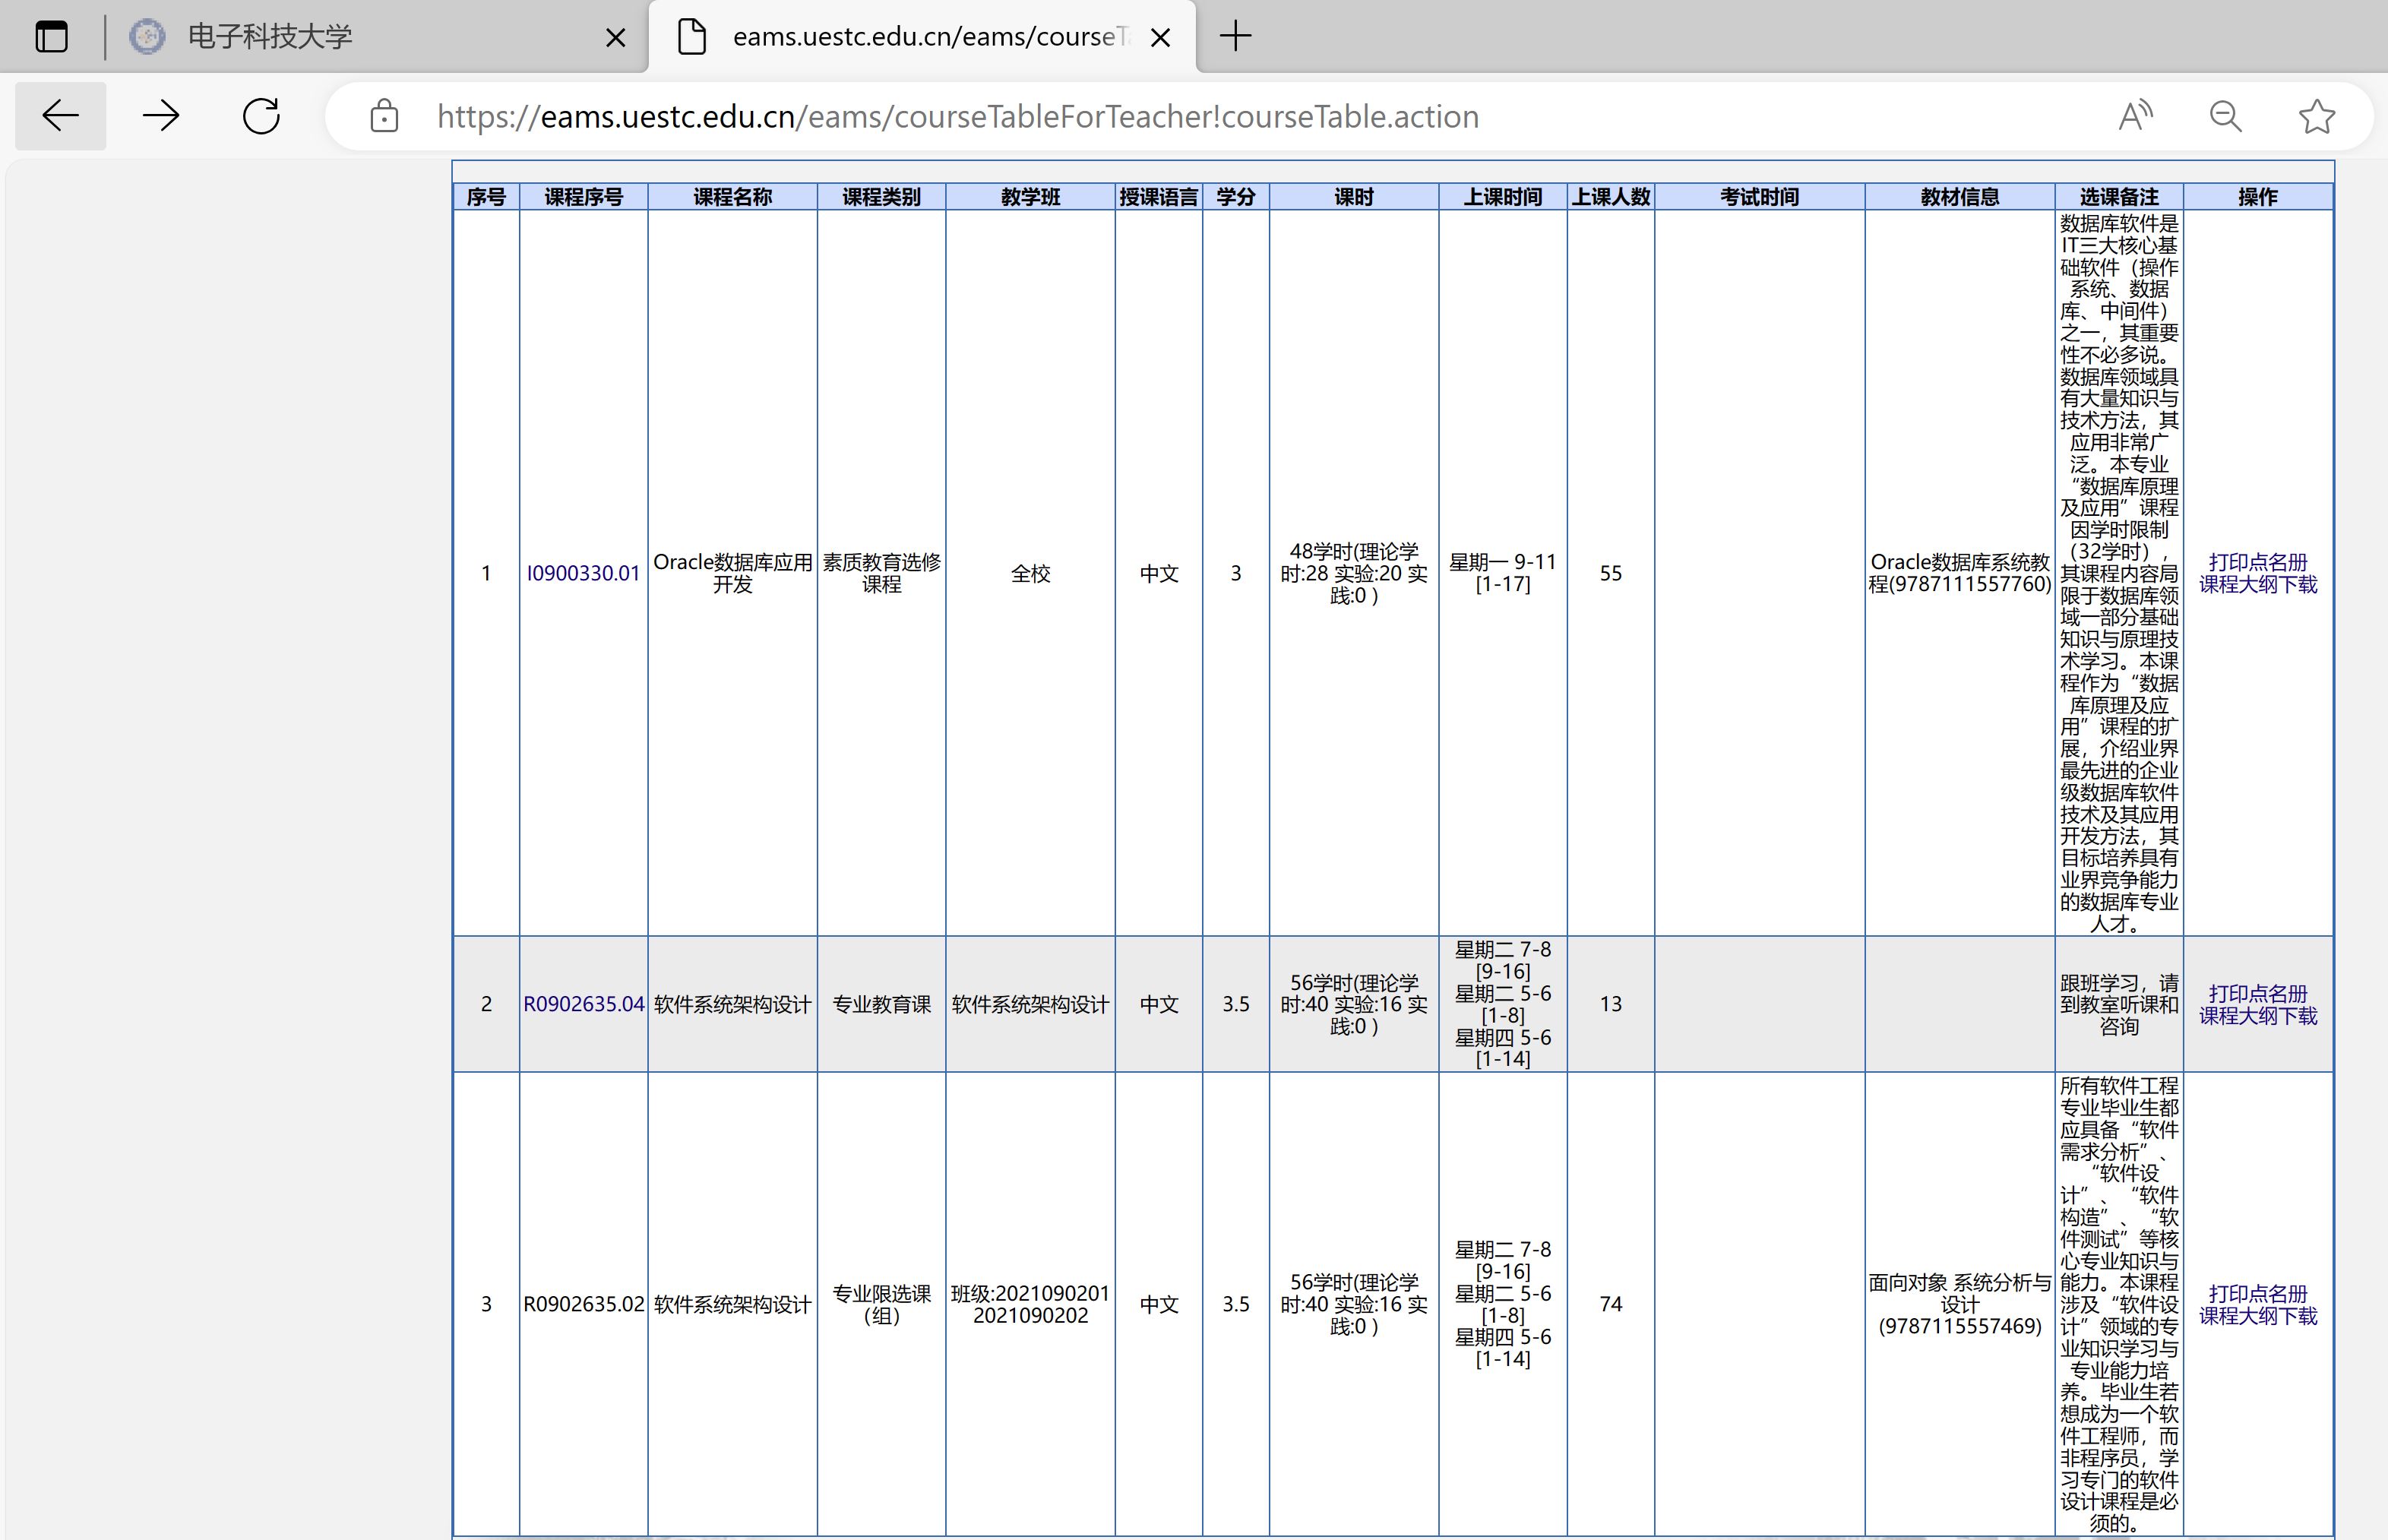 电子科技大学
eams.uestc.edu.cn/eams/courseT
https://eams.uestc.edu.cn/eams/courseTableForTeacher!courseTable.action
序号 课程序号 课程名称 课程类别 教学班 授课语言 学分 课时 上课时间 上课人数 考试时间 教材信息 选课备注 操作
1
I0900330.01
Oracle数据库应用
开发
素质教育选修
课程
全校
中文
3
48学时(理论学
时:28 实验:20 实
践:0 )
星期一 9-11
[1-17]
55
Oracle数据库系统教
程(9787111557760)
数据库软件是
IT三大核心基
础软件（操作
系统、数据
库、中间件）
之一，其重要
性不必多说。
数据库领域具
有大量知识与
技术方法，其
应用非常广
泛。本专业
“数据库原理
及应用”课程
因学时限制
（32学时），
其课程内容局
限于数据库领
域一部分基础
知识与原理技
术学习。本课
程作为“数据
库原理及应
用”课程的扩
展，介绍业界
最先进的企业
级数据库软件
技术及其应用
开发方法，其
目标培养具有
业界竞争能力
的数据库专业
人才。
打印点名册
课程大纲下载
2
R0902635.04
软件系统架构设计
专业教育课
软件系统架构设计
中文
3.5
56学时(理论学
时:40 实验:16 实
践:0 )
星期二 7-8
[9-16]
星期二 5-6
[1-8]
星期四 5-6
[1-14]
13
跟班学习，请
到教室听课和
咨询
打印点名册
课程大纲下载
3
R0902635.02
软件系统架构设计
专业限选课
（组）
班级:2021090201
2021090202
中文
3.5
56学时(理论学
时:40 实验:16 实
践:0 )
星期二 7-8
[9-16]
星期二 5-6
[1-8]
星期四 5-6
[1-14]
74
面向对象 系统分析与
设计
(9787115557469)
所有软件工程
专业毕业生都
应具备“软件
需求分析”、
“软件设
计”、“软件
构造”、“软
件测试”等核
心专业知识与
能力。本课程
涉及“软件设
计”领域的专
业知识学习与
专业能力培
养。毕业生若
想成为一个软
件工程师，而
非程序员，学
习专门的软件
设计课程是必
须的。
打印点名册
课程大纲下载